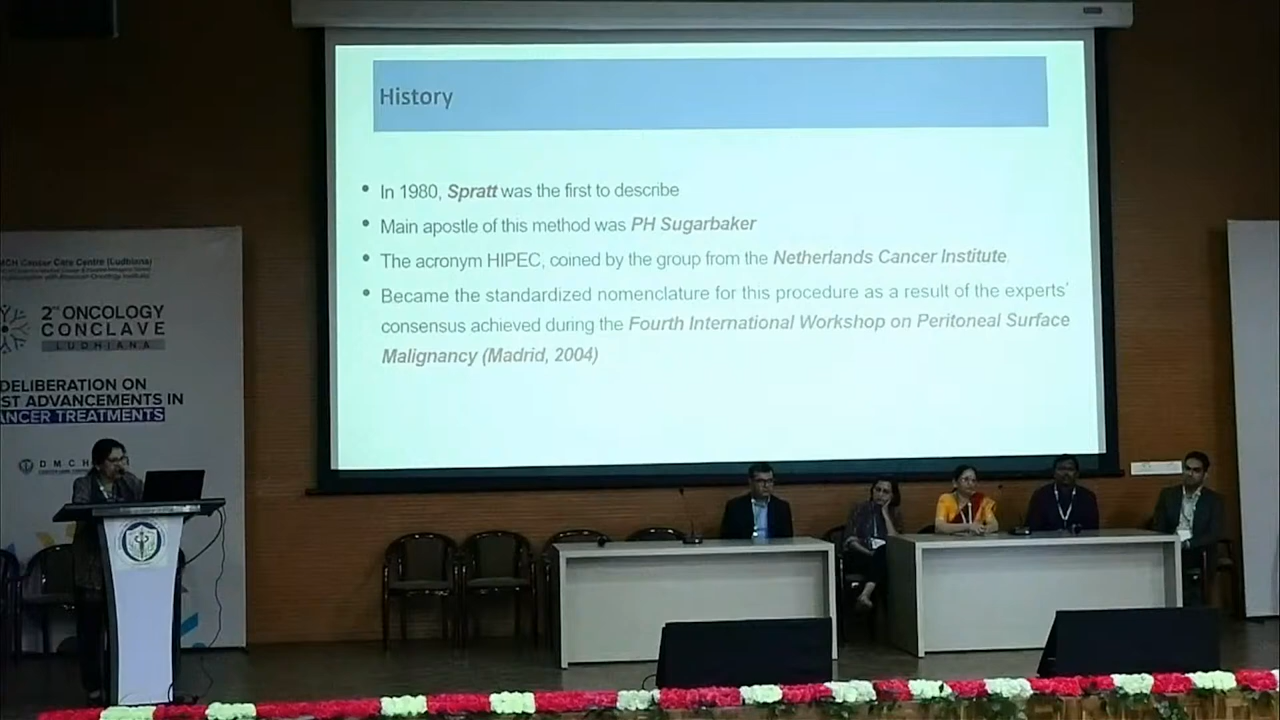 History
• In 1980, Spratt was the first to describe
• Main apostle of this method was PH Sugarbaker
• The acronym HIPEC, coined by the group from the Netherlands Cancer Institute
• Became the standardized nomenclature for this procedure as a result of the experts'
consensus achieved during the Fourth International Workshop on Peritoneal Surface
Malignancy (Madrid, 2004)
MCH Cancer Care Centre (Ludhiana)
2ND ONCOLOGY
CONCLAVE
LUDHIANA
DELIBERATION ON
ST ADVANCEMENTS IN
ANCER TREATMENTS
DMCH